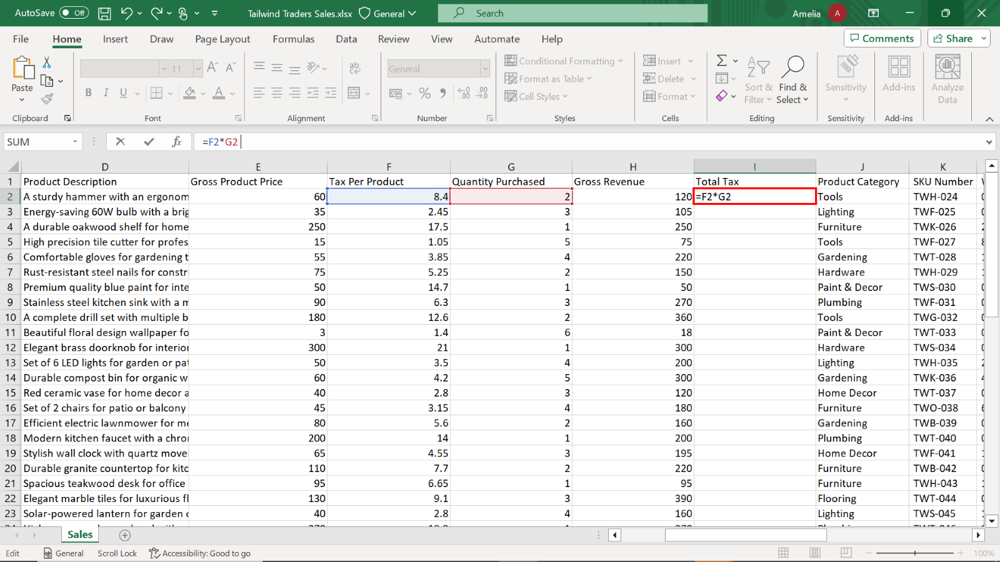 AutoSave Off Tailwind Traders Sales.xlsx General Search Amelia A
File Home Insert Draw Page Layout Formulas Data Review View Automate Help Comments Share
Paste
Clipboard
11 A A
B I U A
Font
ab
Alignment
General
% 9 .00 .00
Number
Conditional Formatting
Format as Table
Cell Styles
Styles
Insert
Delete
Format
Cells
Sort & Filter
Find & Select
Editing
Sensitivity
Sensitivity
Add-ins
Add-ins
Analyze Data
SUM fx =F2*G2
D E F G H I J K
1 Product Description Gross Product Price Tax Per Product Quantity Purchased Gross Revenue Total Tax Product Category SKU Number
2 A sturdy hammer with an ergonom 60 8.4 2 120 =F2*G2 Tools TWH-024
3 Energy-saving 60W bulb with a brig 35 2.45 3 105 Lighting TWF-025
4 A durable oakwood shelf for home 250 17.5 1 250 Furniture TWK-026
5 High precision tile cutter for profes 15 1.05 5 75 Tools TWF-027
6 Comfortable gloves for gardening t 55 3.85 4 220 Gardening TWT-028
7 Rust-resistant steel nails for constr 75 5.25 2 150 Hardware TWH-029
8 Premium quality blue paint for inte 50 14.7 1 50 Paint & Decor TWS-030
9 Stainless steel kitchen sink with a m 90 6.3 3 270 Plumbing TWF-031
10 A complete drill set with multiple b 180 12.6 2 360 Tools TWG-032
11 Beautiful floral design wallpaper fo 3 1.4 6 18 Paint & Decor TWT-033
12 Elegant brass doorknob for interior 300 21 1 300 Hardware TWS-034
13 Set of 6 LED lights for garden or pat 50 3.5 4 200 Lighting TWH-035
14 Durable compost bin for organic w 60 4.2 5 300 Gardening TWK-036
15 Red ceramic vase for home decor a 40 2.8 3 120 Home Decor TWT-037
16 Set of 2 chairs for patio or balcony 45 3.15 4 180 Furniture TWO-038
17 Efficient electric lawnmower for me 80 5.6 2 160 Gardening TWB-039
18 Modern kitchen faucet with a chror 200 14 1 200 Plumbing TWT-040
19 Stylish wall clock with quartz move 65 4.55 3 195 Home Decor TWF-041
20 Durable granite countertop for kitc 110 7.7 2 220 Furniture TWB-042
21 Spacious teakwood desk for office 95 6.65 1 95 Furniture TWH-043
22 Elegant marble tiles for luxurious fl 130 9.1 3 390 Flooring TWT-044
23 Solar-powered lantern for garden 40 2.8 4 160 Lighting TWS-045
Sales
Edit General Scroll Lock Accessibility: Good to go 100%